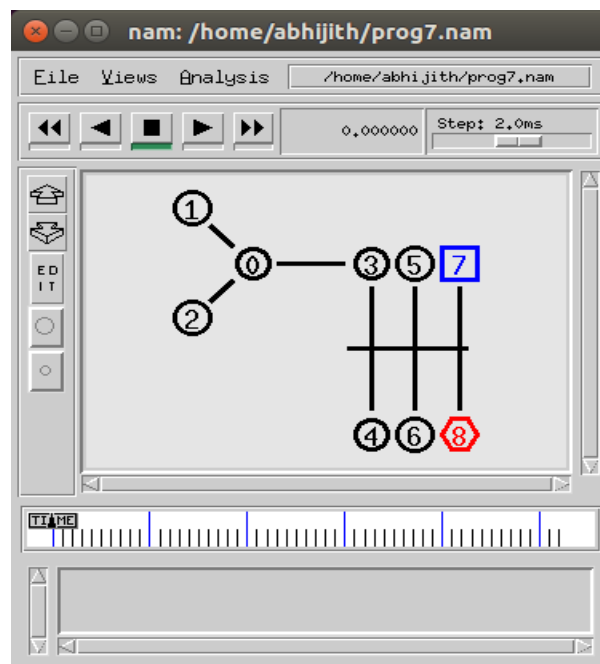 nam: /home/abhijith/prog7.nam
File Views Analysis /home/abhijith/prog7.nam
0.000000 Step: 2.0ms
ED
IT
1
0 3 5 7
2
4 6 8
TIME